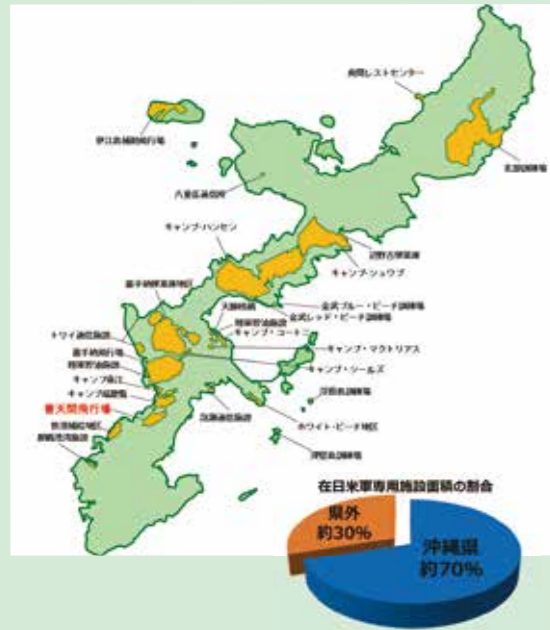 奥間レストセンター
伊江島補助飛行場
北部訓練場
八重岳通信所
キャンプ・ハンセン
辺野古弾薬庫
キャンプ・シュワブ
嘉手納弾薬庫地区
金武ブルー・ビーチ訓練場
金武レッド・ビーチ訓練場
天願桟橋
陸軍貯油施設
キャンプ・コートニー
トリイ通信施設
キャンプ・マクトリアス
嘉手納飛行場
キャンプ・シールズ
陸軍貯油施設
キャンプ桑江
キャンプ瑞慶覧
浮原島訓練場
普天間飛行場
泡瀬通信施設
ホワイト・ビーチ地区
牧港補給地区
那覇港湾施設
津堅島訓練場
在日米軍専用施設面積の割合
県外
約30%
沖縄県
約70%